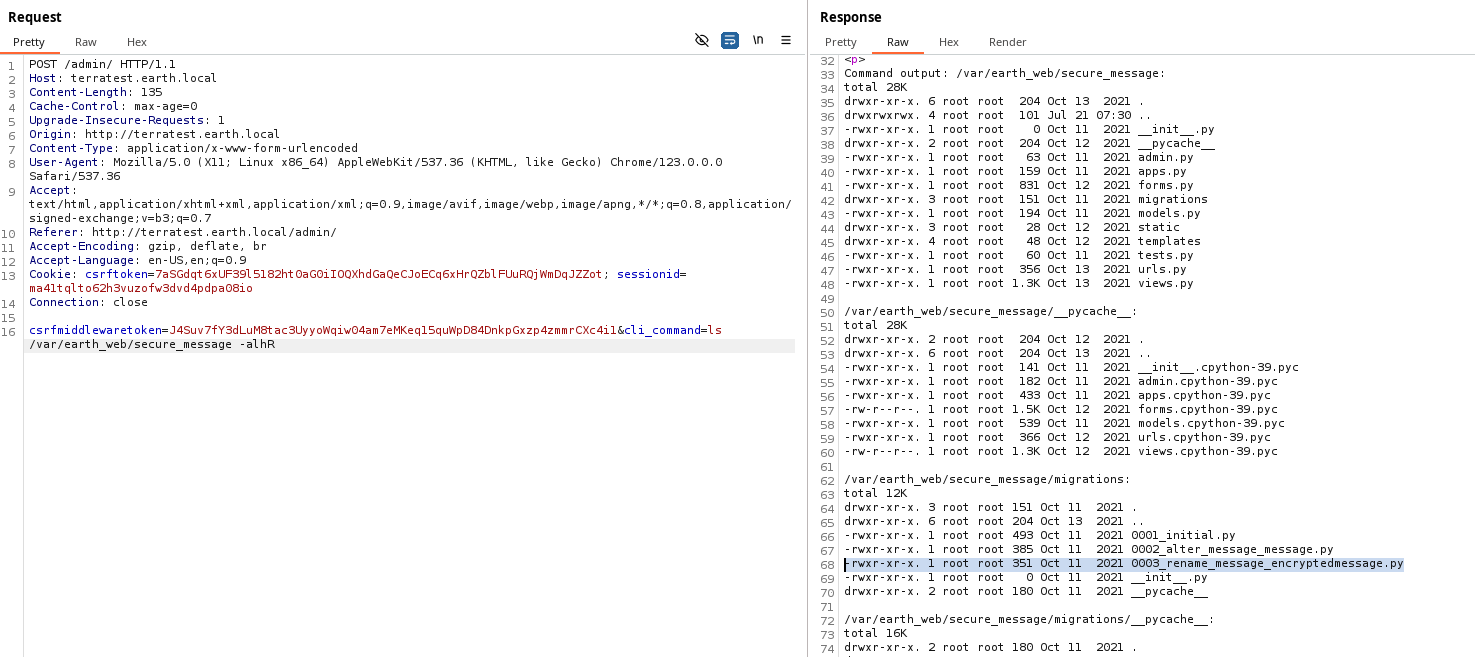 Request
Pretty Raw Hex
\n
1 POST /admin/ HTTP/1.1
2 Host: terratest.earth.local
3 Content-Length: 135
4 Cache-Control: max-age=0
5 Upgrade-Insecure-Requests: 1
6 Origin: http://terratest.earth.local
7 Content-Type: application/x-www-form-urlencoded
8 User-Agent: Mozilla/5.0 (X11; Linux x86_64) AppleWebKit/537.36 (KHTML, like Gecko) Chrome/123.0.0.0
Safari/537.36
9 Accept:
text/html,application/xhtml+xml,application/xml;q=0.9,image/avif,image/webp,image/apng,*/*;q=0.8,application/
signed-exchange;v=b3;q=0.7
10 Referer: http://terratest.earth.local/admin/
11 Accept-Encoding: gzip, deflate, br
12 Accept-Language: en-US,en;q=0.9
13 Cookie: csrftoken=7aSGdqt6xUF39l5182htOaG0iIOQXhdGaQeCJoECq6xHrQZblFUuRQjWmDqJZZot; sessionid=
ma41tqlto62h3vuzofw3dvd4pdpa08io
14 Connection: close
15
16 csrfmiddlewaretoken=J4Suv7fY3dLuM8tac3UyyoWqiw04am7eMKeq15quWpD84DnkpGxzp4zmmrCXc4i1&cli_command=ls
/var/earth_web/secure_message -alhR
Response
Pretty Raw Hex Render
32 <p>
33 Command output: /var/earth_web/secure_message:
34 total 28K
35 drwxr-xr-x. 6 root root  204 Oct 13  2021 .
36 drwxrwxrwx. 4 root root  101 Jul 21 07:30 ..
37 -rwxr-xr-x. 1 root root    0 Oct 11  2021 __init__.py
38 drwxr-xr-x. 2 root root  204 Oct 12  2021 __pycache__
39 -rwxr-xr-x. 1 root root   63 Oct 11  2021 admin.py
40 -rwxr-xr-x. 1 root root  159 Oct 11  2021 apps.py
41 -rwxr-xr-x. 1 root root  831 Oct 12  2021 forms.py
42 drwxr-xr-x. 3 root root  151 Oct 11  2021 migrations
43 -rwxr-xr-x. 1 root root  194 Oct 11  2021 models.py
44 drwxr-xr-x. 3 root root   28 Oct 12  2021 static
45 drwxr-xr-x. 4 root root   48 Oct 12  2021 templates
46 -rwxr-xr-x. 1 root root   60 Oct 11  2021 tests.py
47 -rwxr-xr-x. 1 root root  356 Oct 13  2021 urls.py
48 -rwxr-xr-x. 1 root root 1.3K Oct 13  2021 views.py
49
50 /var/earth_web/secure_message/__pycache__:
51 total 28K
52 drwxr-xr-x. 2 root root  204 Oct 12  2021 .
53 drwxr-xr-x. 6 root root  204 Oct 13  2021 ..
54 -rwxr-xr-x. 1 root root  141 Oct 11  2021 __init__.cpython-39.pyc
55 -rwxr-xr-x. 1 root root  182 Oct 11  2021 admin.cpython-39.pyc
56 -rwxr-xr-x. 1 root root  433 Oct 11  2021 apps.cpython-39.pyc
57 -rw-r--r--. 1 root root 1.5K Oct 12  2021 forms.cpython-39.pyc
58 -rwxr-xr-x. 1 root root  539 Oct 11  2021 models.cpython-39.pyc
59 -rwxr-xr-x. 1 root root  366 Oct 12  2021 urls.cpython-39.pyc
60 -rw-r--r--. 1 root root 1.3K Oct 12  2021 views.cpython-39.pyc
61
62 /var/earth_web/secure_message/migrations:
63 total 12K
64 drwxr-xr-x. 3 root root 151 Oct 11  2021 .
65 drwxr-xr-x. 6 root root 204 Oct 13  2021 ..
66 -rwxr-xr-x. 1 root root 493 Oct 11  2021 0001_initial.py
67 -rwxr-xr-x. 1 root root 385 Oct 11  2021 0002_alter_message_message.py
68 -rwxr-xr-x. 1 root root 351 Oct 11  2021 0003_rename_message_encryptedmessage.py
69 -rwxr-xr-x. 1 root root   0 Oct 11  2021 __init__.py
70 drwxr-xr-x. 2 root root 180 Oct 11  2021 __pycache__
71
72 /var/earth_web/secure_message/migrations/__pycache__:
73 total 16K
74 drwxr-xr-x. 2 root root 180 Oct 11  2021 .